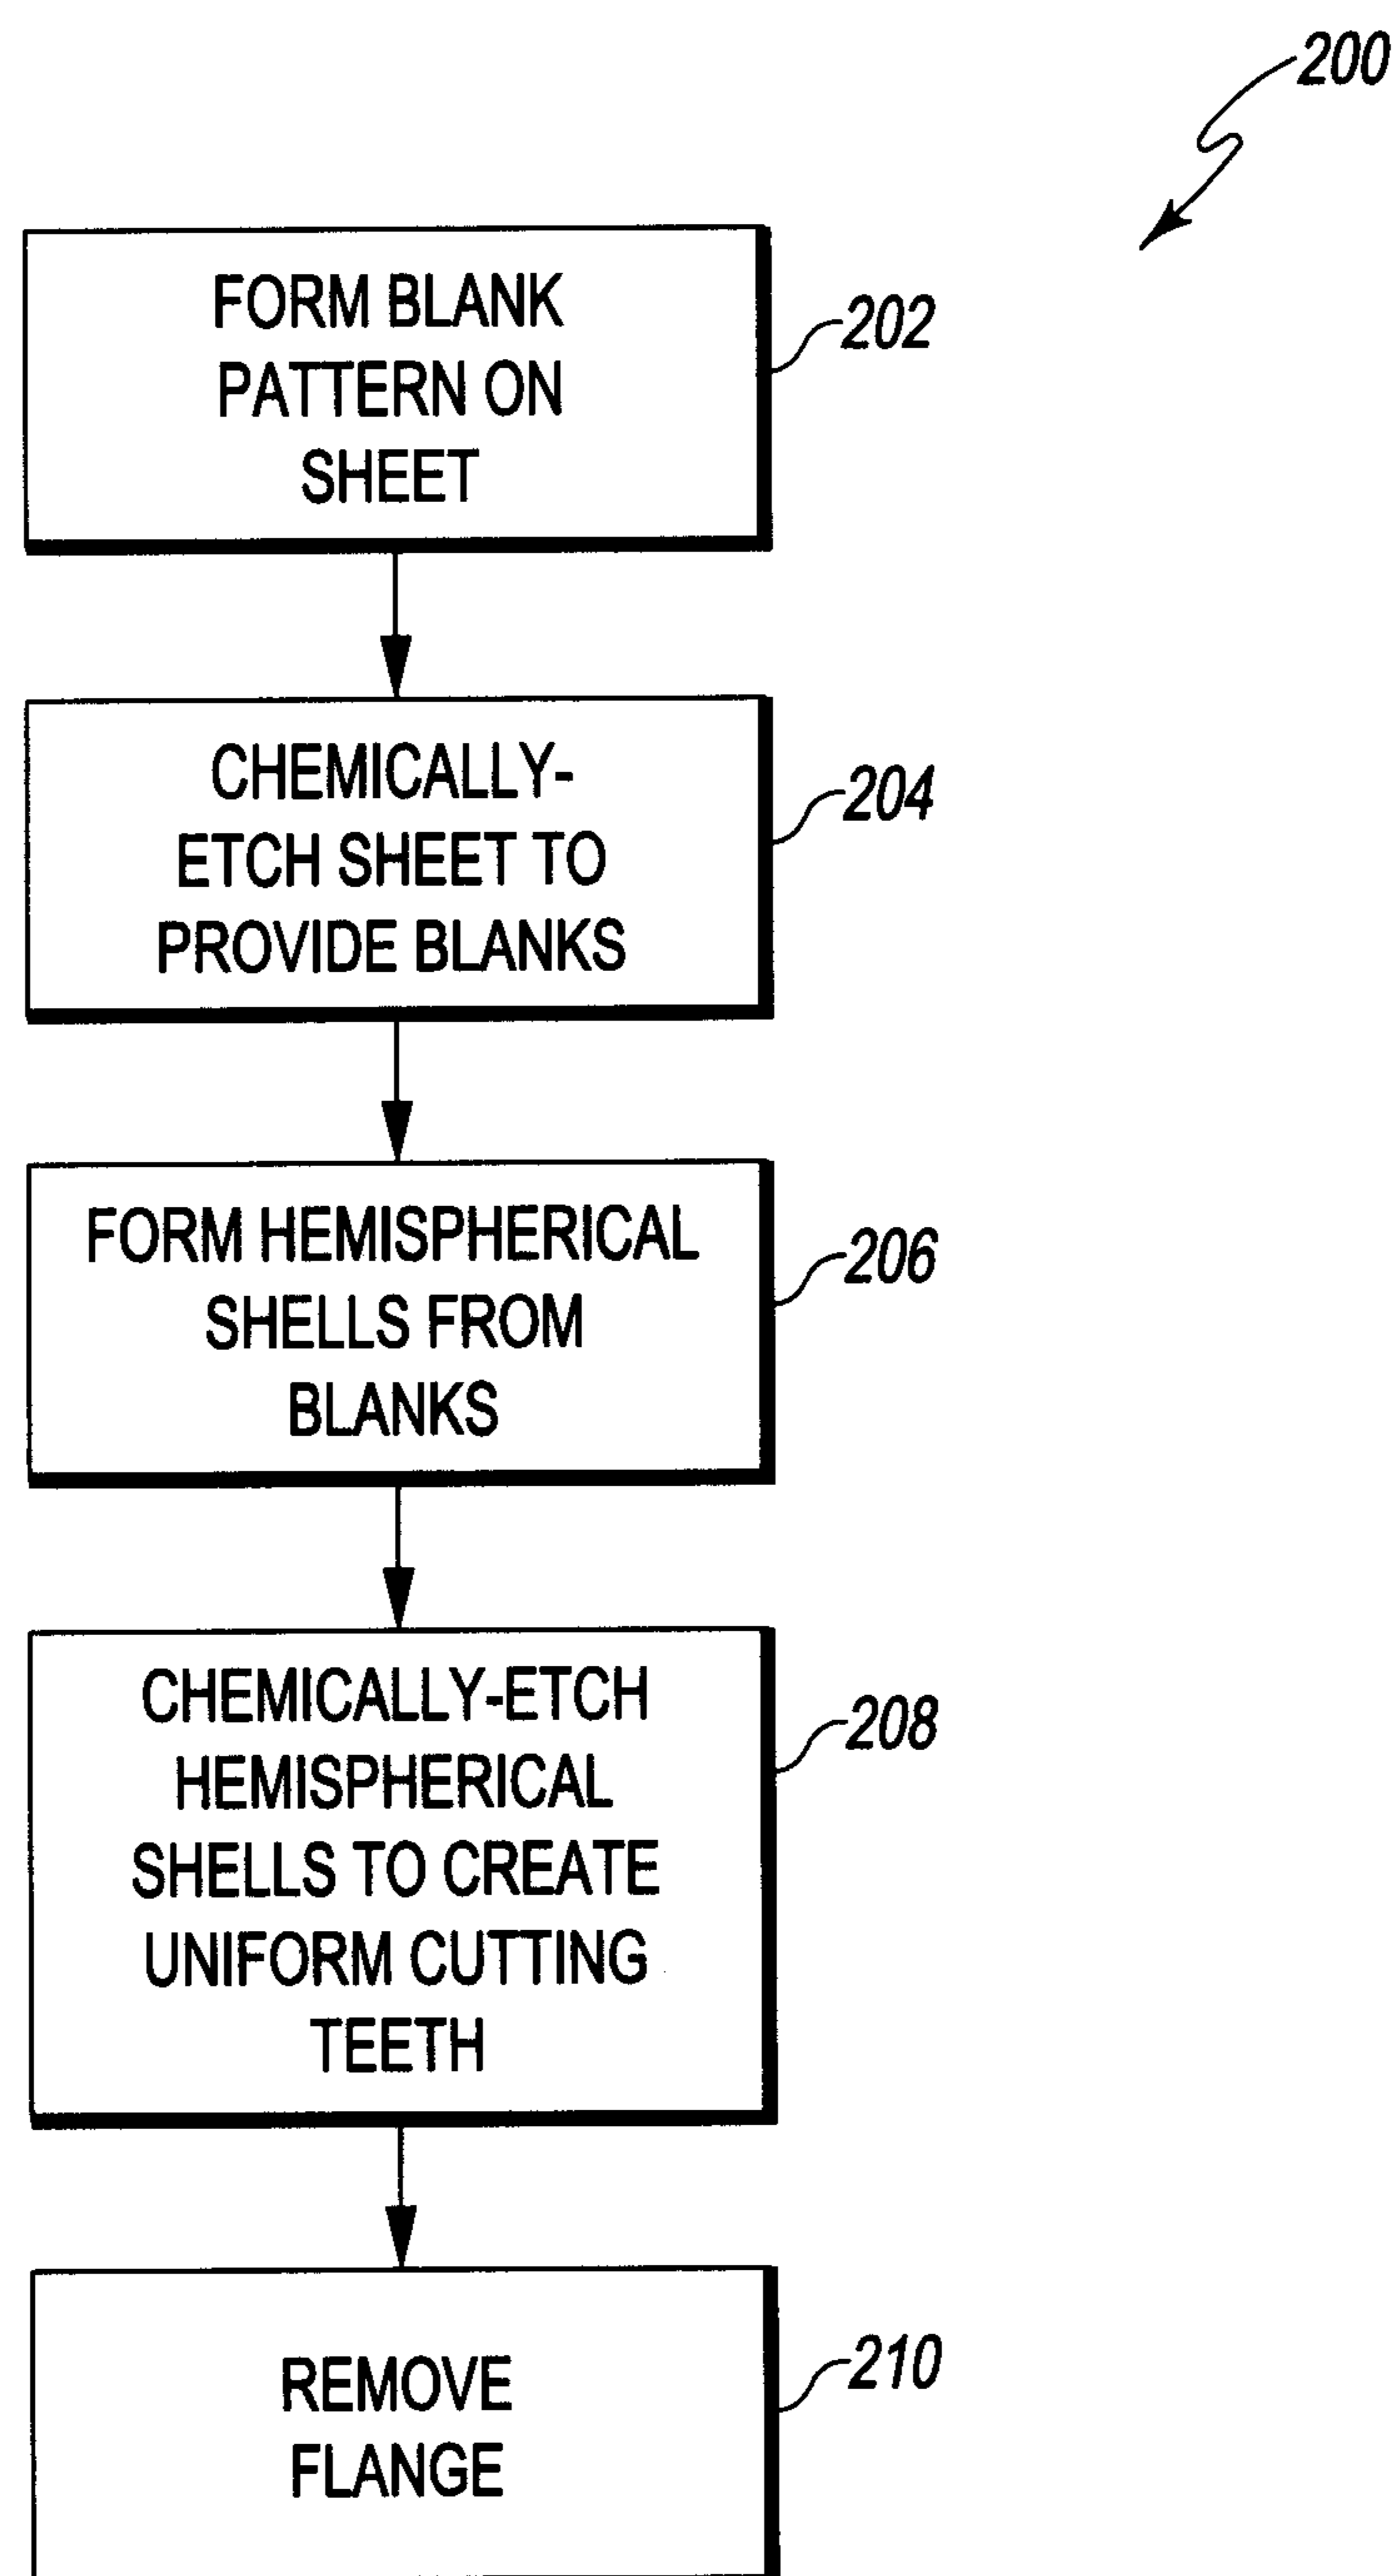 200
FORM BLANK
PATTERN ON
SHEET
202
CHEMICALLY-
ETCH SHEET TO
PROVIDE BLANKS
204
FORM HEMISPHERICAL
SHELLS FROM
BLANKS
206
CHEMICALLY-ETCH
HEMISPHERICAL
SHELLS TO CREATE
UNIFORM CUTTING
TEETH
208
REMOVE
FLANGE
210